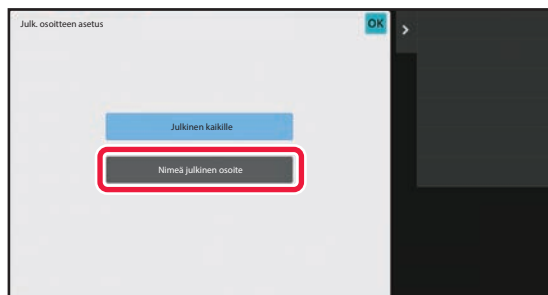 Julk. osoitteen asetus
OK
Julkinen kaikille
Nimeä julkinen osoite